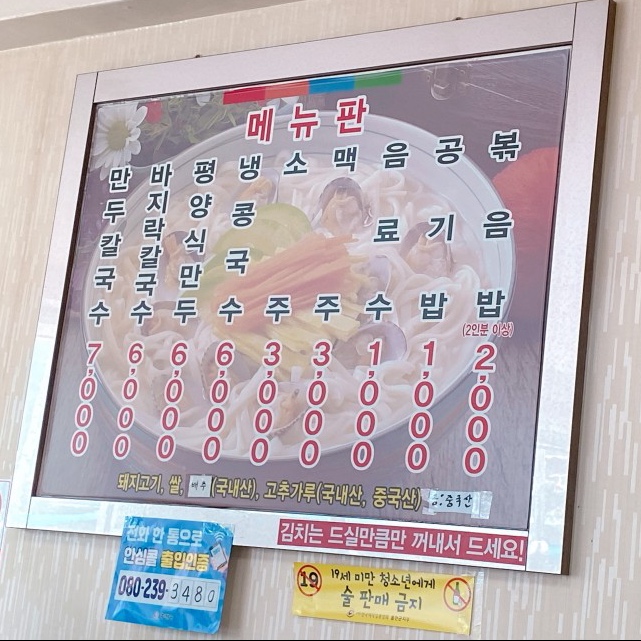 메뉴판
만두칼국수 7,000
바지락칼국수 6,000
평양식만두 6,000
냉콩국수 6,000
소주 3,000
맥주 3,000
음료수 1,000
공기밥 1,000
볶음밥 (2인분 이상) 2,000
돼지고기, 쌀, 배추(국내산), 고추가루(국내산, 중국산)
김치는 드실만큼만 꺼내서 드세요!
전화 한 통으로
안심콜 출입인증
080-239-3480
19 19세 미만 청소년에게
술 판매 금지